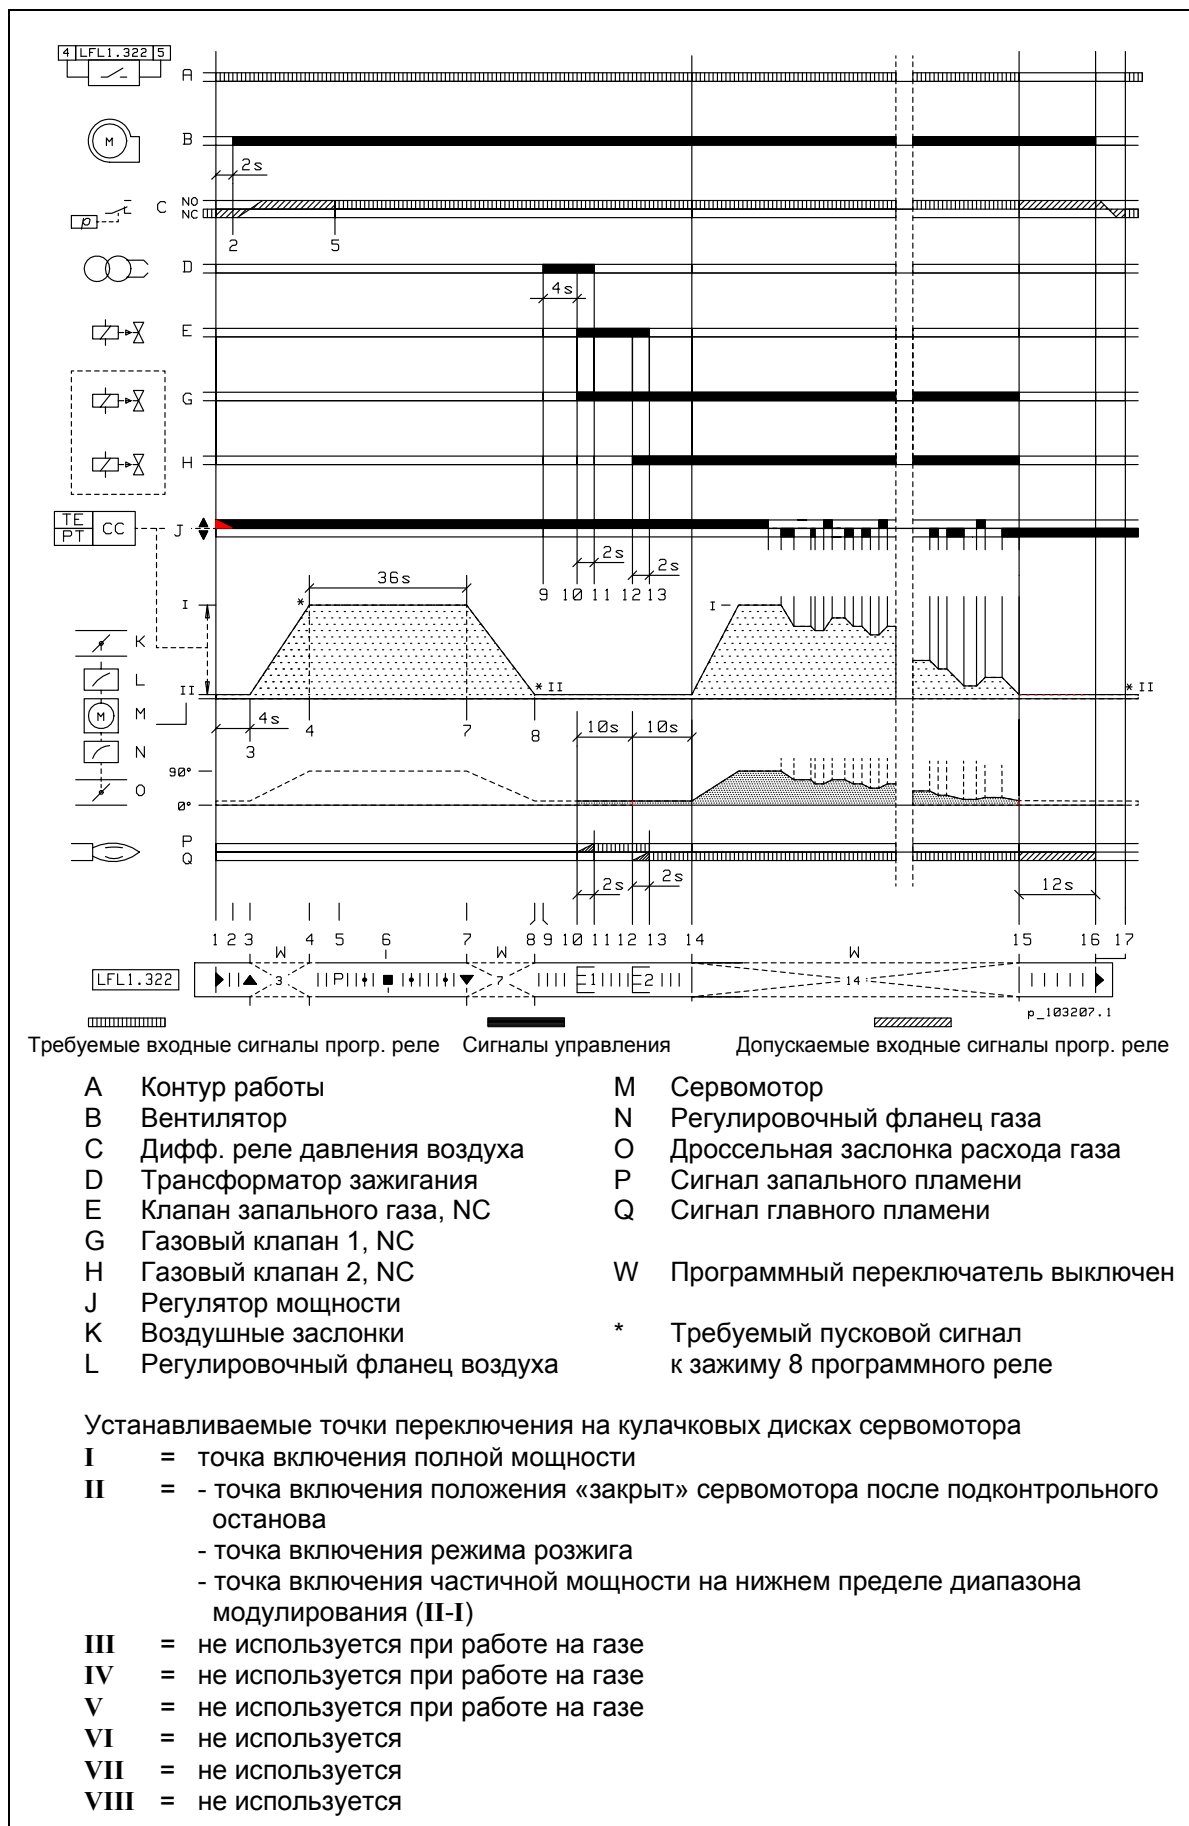 4 LFL1.322 5
A
M
B
2s
C NO
NC
p
2 5
D
4s
E
G
H
TE
PT CC
J
2s
2s
36s
9 10 11 12 13
I
*
I
K
L
II
* II
* II
M
M
4s
10s 10s
3 4 7 8
N
90°
O
0°
P
Q
2s
2s
12s
1 2 3 4 5 6 7 8 9 10 11 12 13 14 15 16 17
W W W
LFL1.322
3 P 7 E1 E2 14
p_103207.1
Требуемые входные сигналы прогр. реле Сигналы управления Допускаемые входные сигналы прогр. реле
A Контур работы
B Вентилятор
C Дифф. реле давления воздуха
D Трансформатор зажигания
E Клапан запального газа, NC
G Газовый клапан 1, NC
H Газовый клапан 2, NC
J Регулятор мощности
K Воздушные заслонки
L Регулировочный фланец воздуха
M Сервомотор
N Регулировочный фланец газа
O Дроссельная заслонка расхода газа
P Сигнал запального пламени
Q Сигнал главного пламени
W Программный переключатель выключен
* Требуемый пусковой сигнал
к зажиму 8 программного реле
Устанавливаемые точки переключения на кулачковых дисках сервомотора
I = точка включения полной мощности
II = - точка включения положения «закрыт» сервомотора после подконтрольного
останова
- точка включения режима розжига
- точка включения частичной мощности на нижнем пределе диапазона
модулирования (II-I)
III = не используется при работе на газе
IV = не используется при работе на газе
V = не используется при работе на газе
VI = не используется
VII = не используется
VIII = не используется